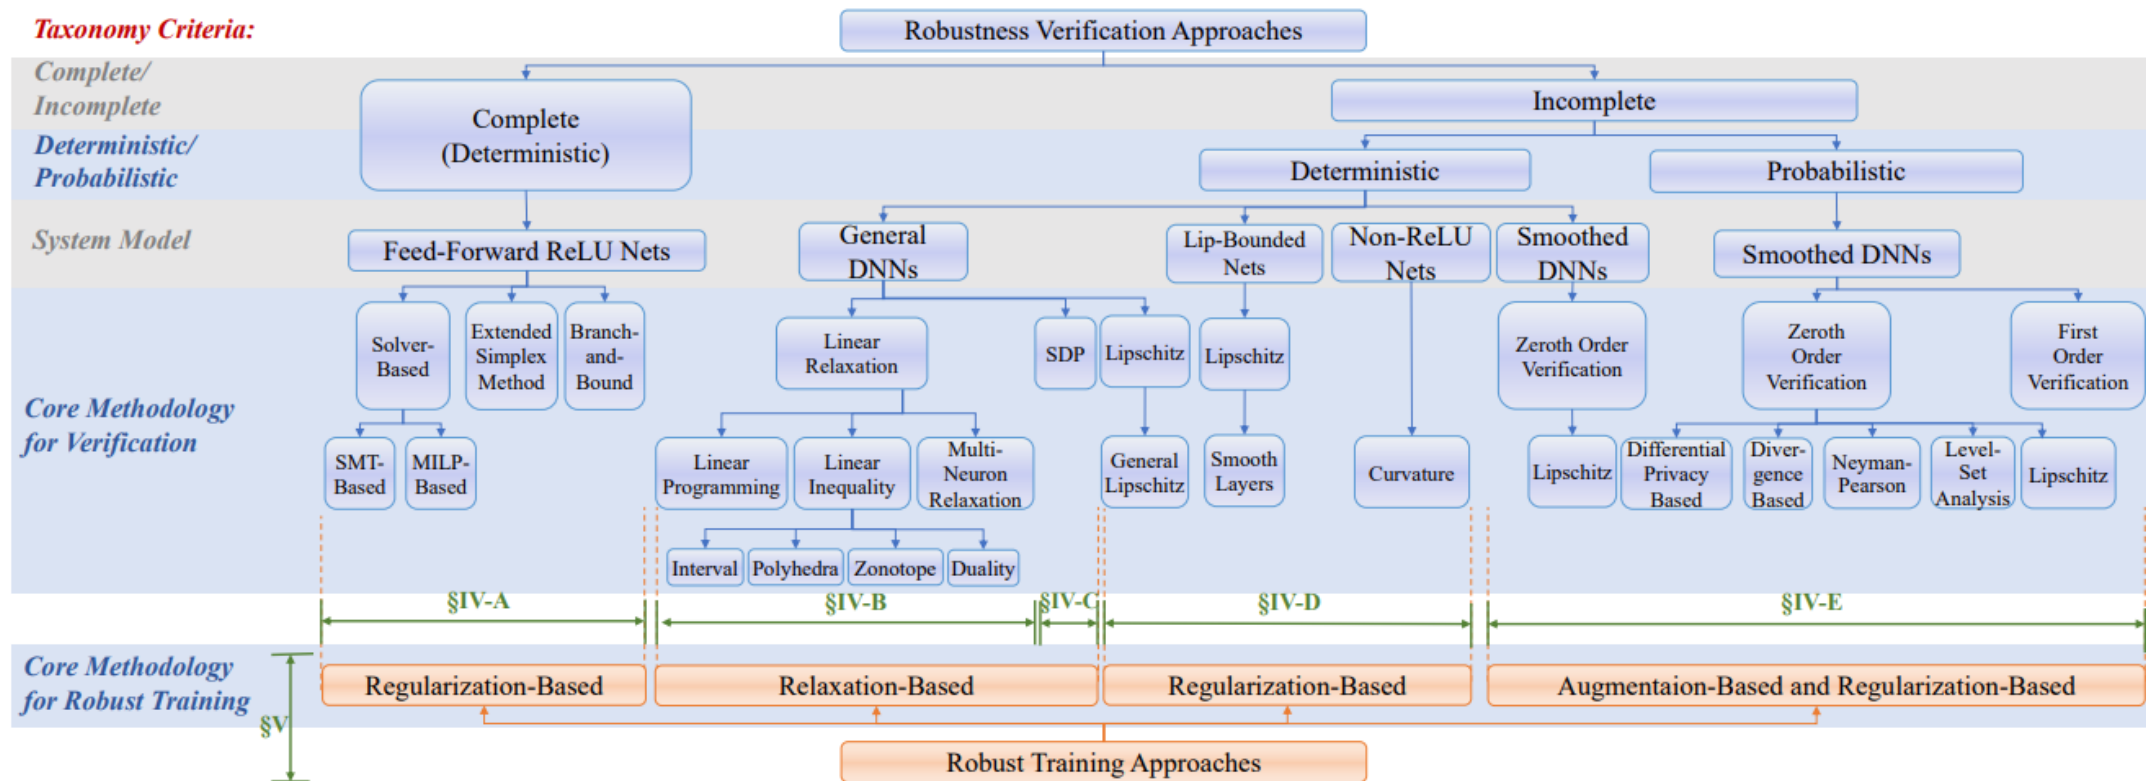 Taxonomy Criteria:
Robustness Verification Approaches
Complete/
Incomplete
Complete
(Deterministic)
Incomplete
Deterministic/
Probabilistic
Deterministic
Probabilistic
System Model
Feed-Forward ReLU Nets
General
DNNs
Lip-Bounded
Nets
Non-ReLU
Nets
Smoothed
DNNs
Smoothed DNNs
Core Methodology
for Verification
Solver-
Based
Extended
Simplex
Method
Branch-
and-
Bound
Linear
Relaxation
SDP
Lipschitz
Lipschitz
Zeroth Order
Verification
Zeroth
Order
Verification
First
Order
Verification
SMT-
Based
MILP-
Based
Linear
Programming
Linear
Inequality
Multi-
Neuron
Relaxation
General
Lipschitz
Smooth
Layers
Curvature
Lipschitz
Differential
Privacy
Based
Diver-
gence
Based
Neyman-
Pearson
Level-
Set
Analysis
Lipschitz
Interval
Polyhedra
Zonotope
Duality
§IV-A
§IV-B
§IV-C
§IV-D
§IV-E
Core Methodology
for Robust Training
§V
Regularization-Based
Relaxation-Based
Regularization-Based
Augmentaion-Based and Regularization-Based
Robust Training Approaches